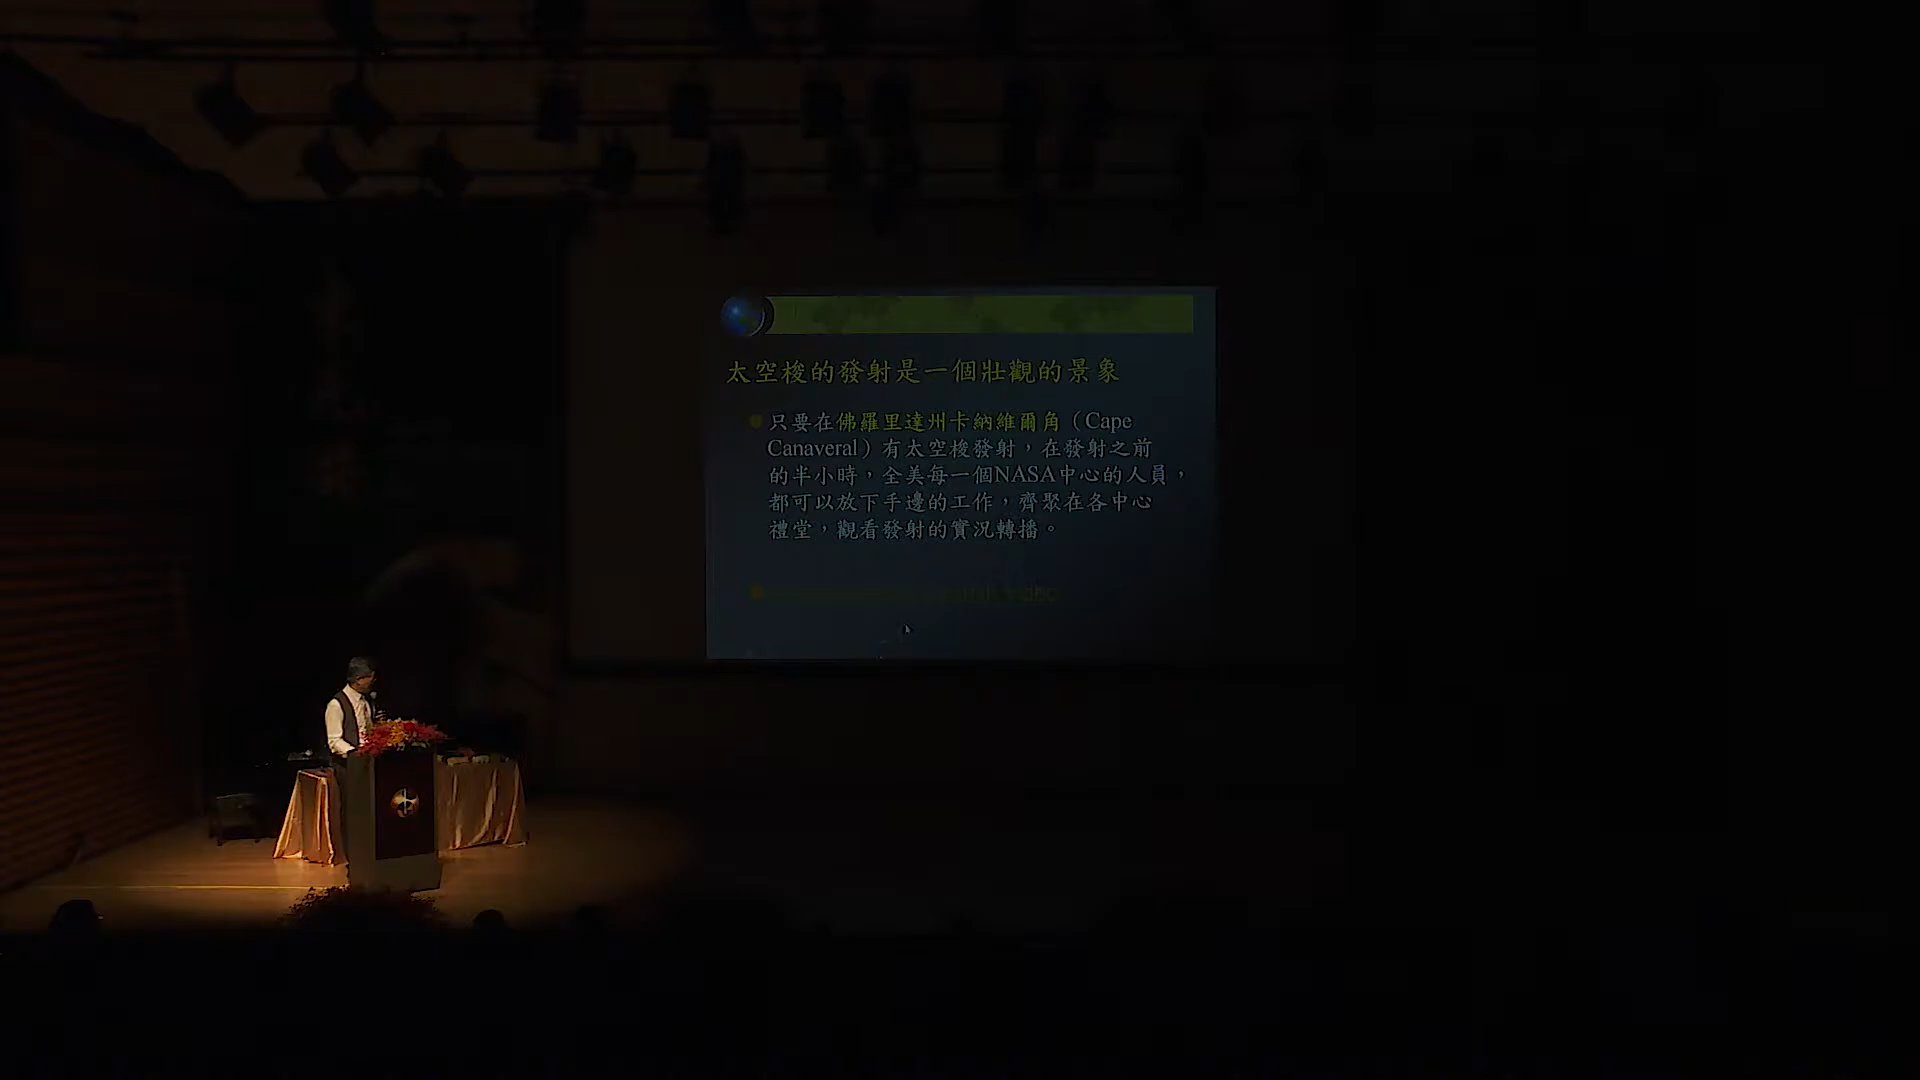 太空梭的發射是一個壯觀的景象
只要在佛羅里達州卡納維爾角（Cape
Canaveral）有太空梭發射，在發射之前
的半小時，全美每一個NASA中心的人員，
都可以放下手邊的工作，齊聚在各中心
禮堂，觀看發射的實況轉播。